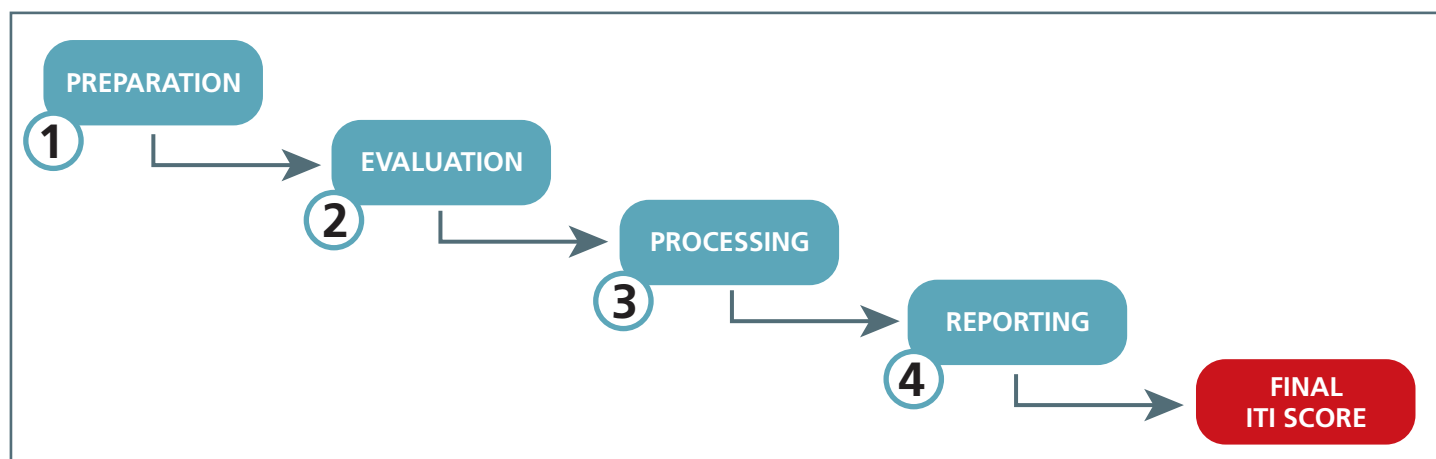 PREPARATION
1
EVALUATION
2
PROCESSING
3
REPORTING
4
FINAL
ITI SCORE